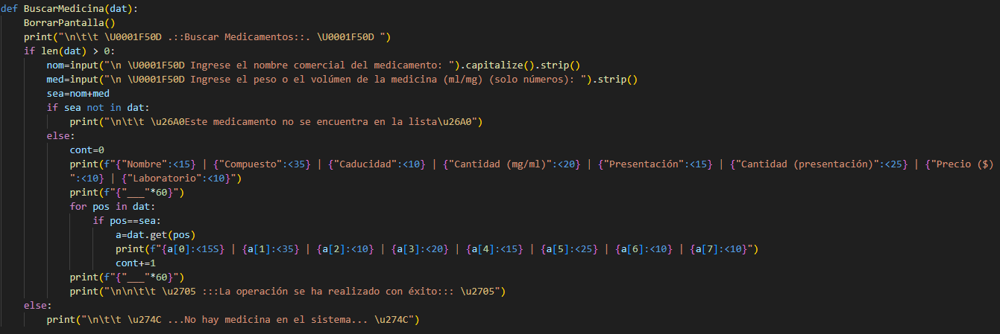 def BuscarMedicina(dat):
    BorrarPantalla()
    print("\n\t\t \U0001F50D .::Buscar Medicamentos::. \U0001F50D ")
    if len(dat) > 0:
        nom=input("\n \U0001F50D Ingrese el nombre comercial del medicamento: ").capitalize().strip()
        med=input("\n \U0001F50D Ingrese el peso o el volúmen de la medicina (ml/mg) (solo números): ").strip()
        sea=nom+med
        if sea not in dat:
            print("\n\t\t \u26A0Este medicamento no se encuentra en la lista\u26A0")
        else:
            cont=0
            print(f"{"Nombre":<15} | {"Compuesto":<35} | {"Caducidad":<10} | {"Cantidad (mg/ml)":<20} | {"Presentación":<15} | {"Cantidad (presentación)":<25} | {"Precio ($)
            ":<10} | {"Laboratorio":<10}")
            print(f"{"___"*60}")
            for pos in dat:
                if pos==sea:
                    a=dat.get(pos)
                    print(f"{a[0]:<15S} | {a[1]:<35} | {a[2]:<10} | {a[3]:<20} | {a[4]:<15} | {a[5]:<25} | {a[6]:<10} | {a[7]:<10}")
                    cont+=1
            print(f"{"___"*60}")
            print("\n\n\t\t \u2705 :::La operación se ha realizado con éxito::: \u2705")
    else:
        print("\n\t\t \u274C ...No hay medicina en el sistema... \u274C")